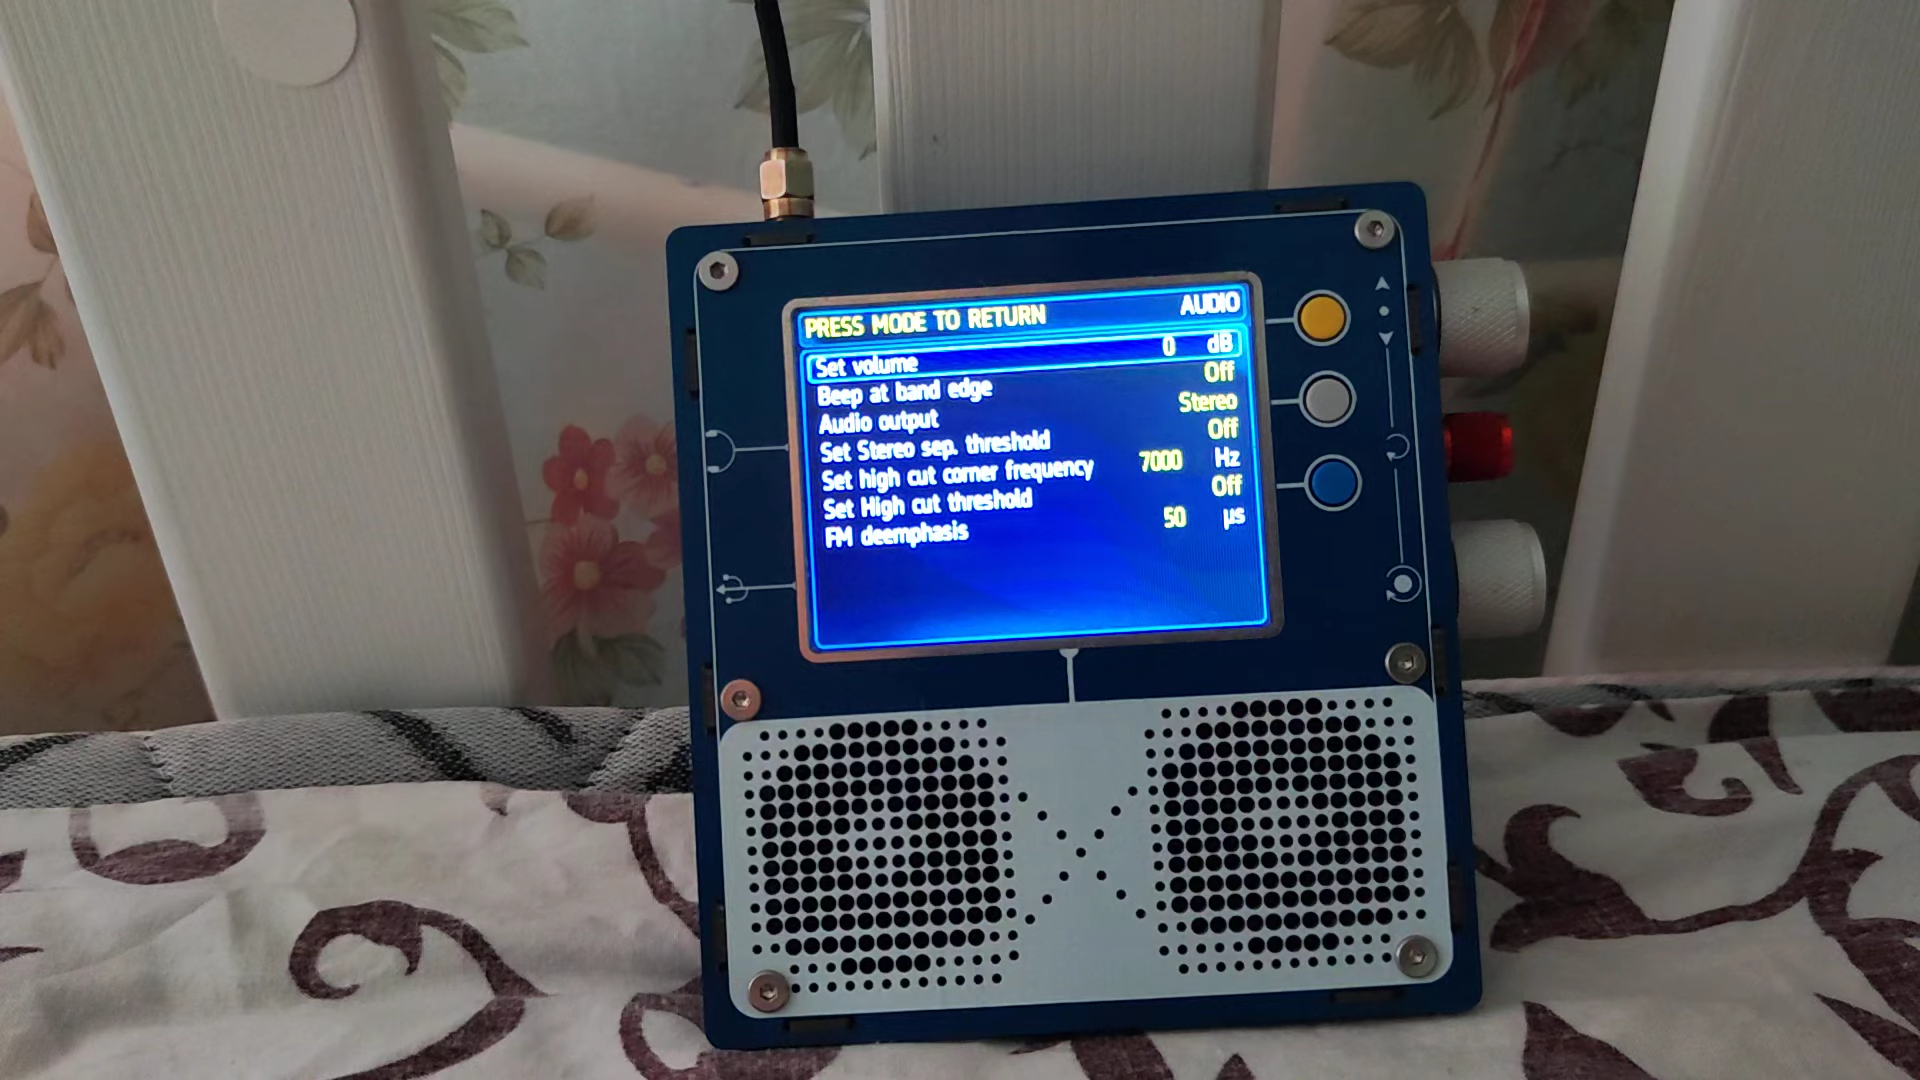 PRESS MODE TO RETURN AUDIO
Set volume 0 dB
Beep at band edge Off
Audio output Stereo
Set Stereo sep. threshold Off
Set high cut corner frequency 7000 Hz
Set High cut threshold Off
FM deemphasis 50 µs